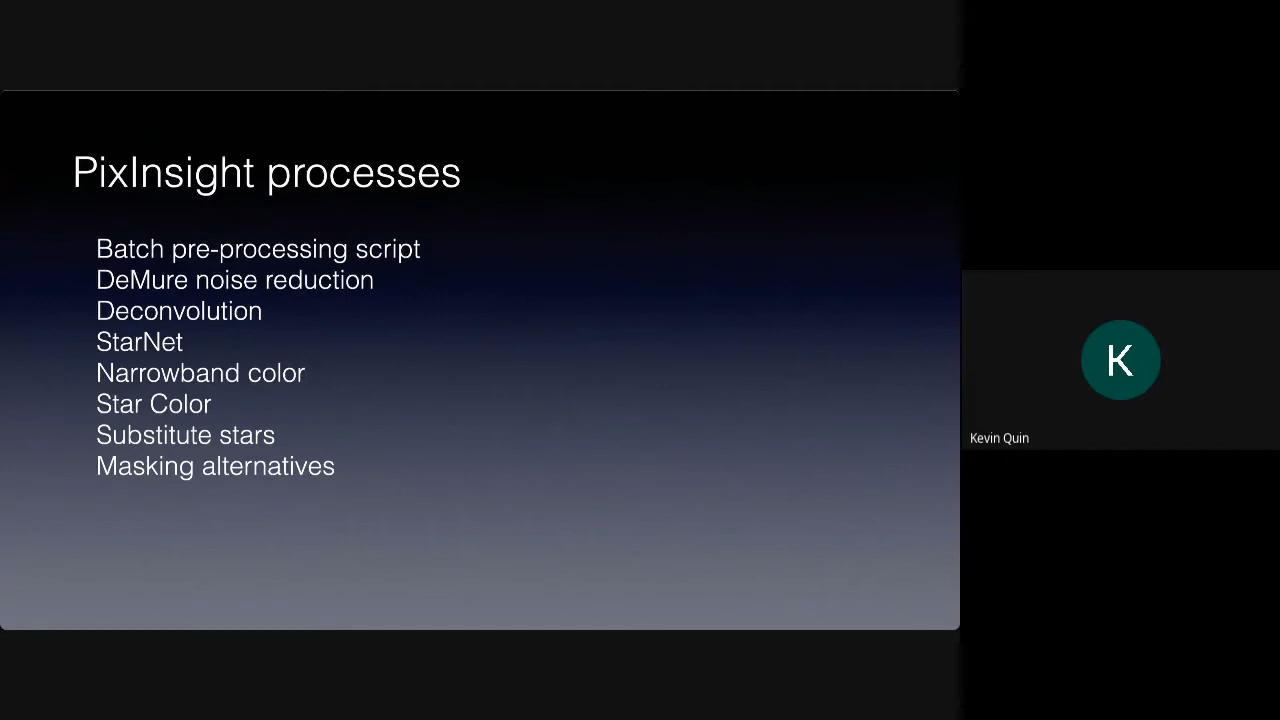 PixInsight processes
Batch pre-processing script
DeMure noise reduction
Deconvolution
StarNet
Narrowband color
Star Color
Substitute stars
Masking alternatives
K
Kevin Quin